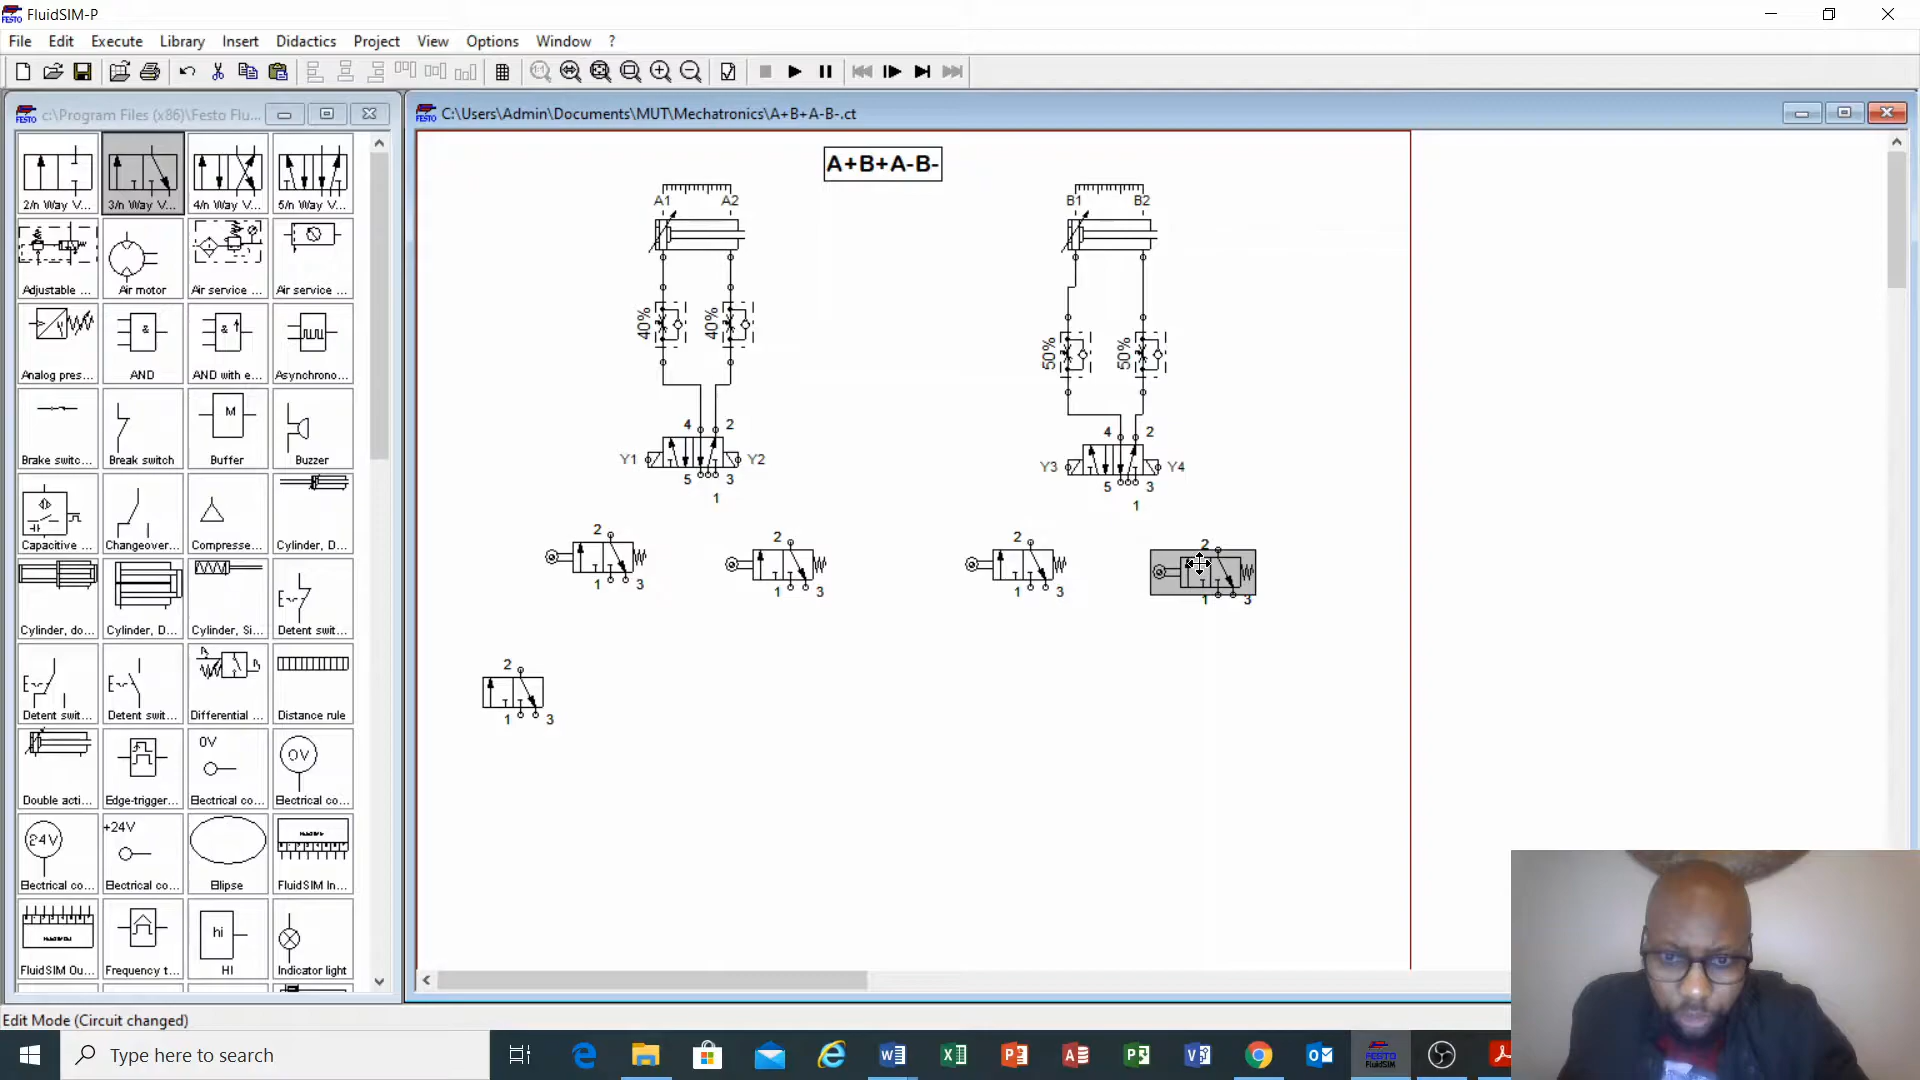 FluidSIM-P
File Edit Execute Library Insert Didactics Project View Options Window ?
c:\Program Files (x86)\Festo Flu...
C:\Users\Admin\Documents\MUT\Mechatronics\A+B+A-B-.ct
2/n Way V... 3/n Way V... 4/n Way V... 5/n Way V...
Adjustable ... Air motor Air service ... Air service ...
Analog pres... AND AND with e... Asynchrono...
Brake switc... Break switch Buffer Buzzer
Capacitive ... Changeover... Compresse... Cylinder, D...
Cylinder, do... Cylinder, D... Cylinder, Si... Detent swit...
Detent swit... Detent swit... Differential ... Distance rule
Double acti... Edge-trigger... Electrical co... Electrical co...
Electrical co... Electrical co... Ellipse FluidSIM In...
FluidSIM Ou... Frequency t... HI Indicator light
& & M 0V 0V 24V +24V hi
A+B+A-B-
A1 A2 B1 B2
40% 40% 50% 50%
4 2 4 2
Y1 Y2 Y3 Y4
5 3 5 3
1 1
2 2 2 2
1 3 1 3 1 3 1 3
2
1 3
Edit Mode (Circuit changed)
Type here to search
FESTO